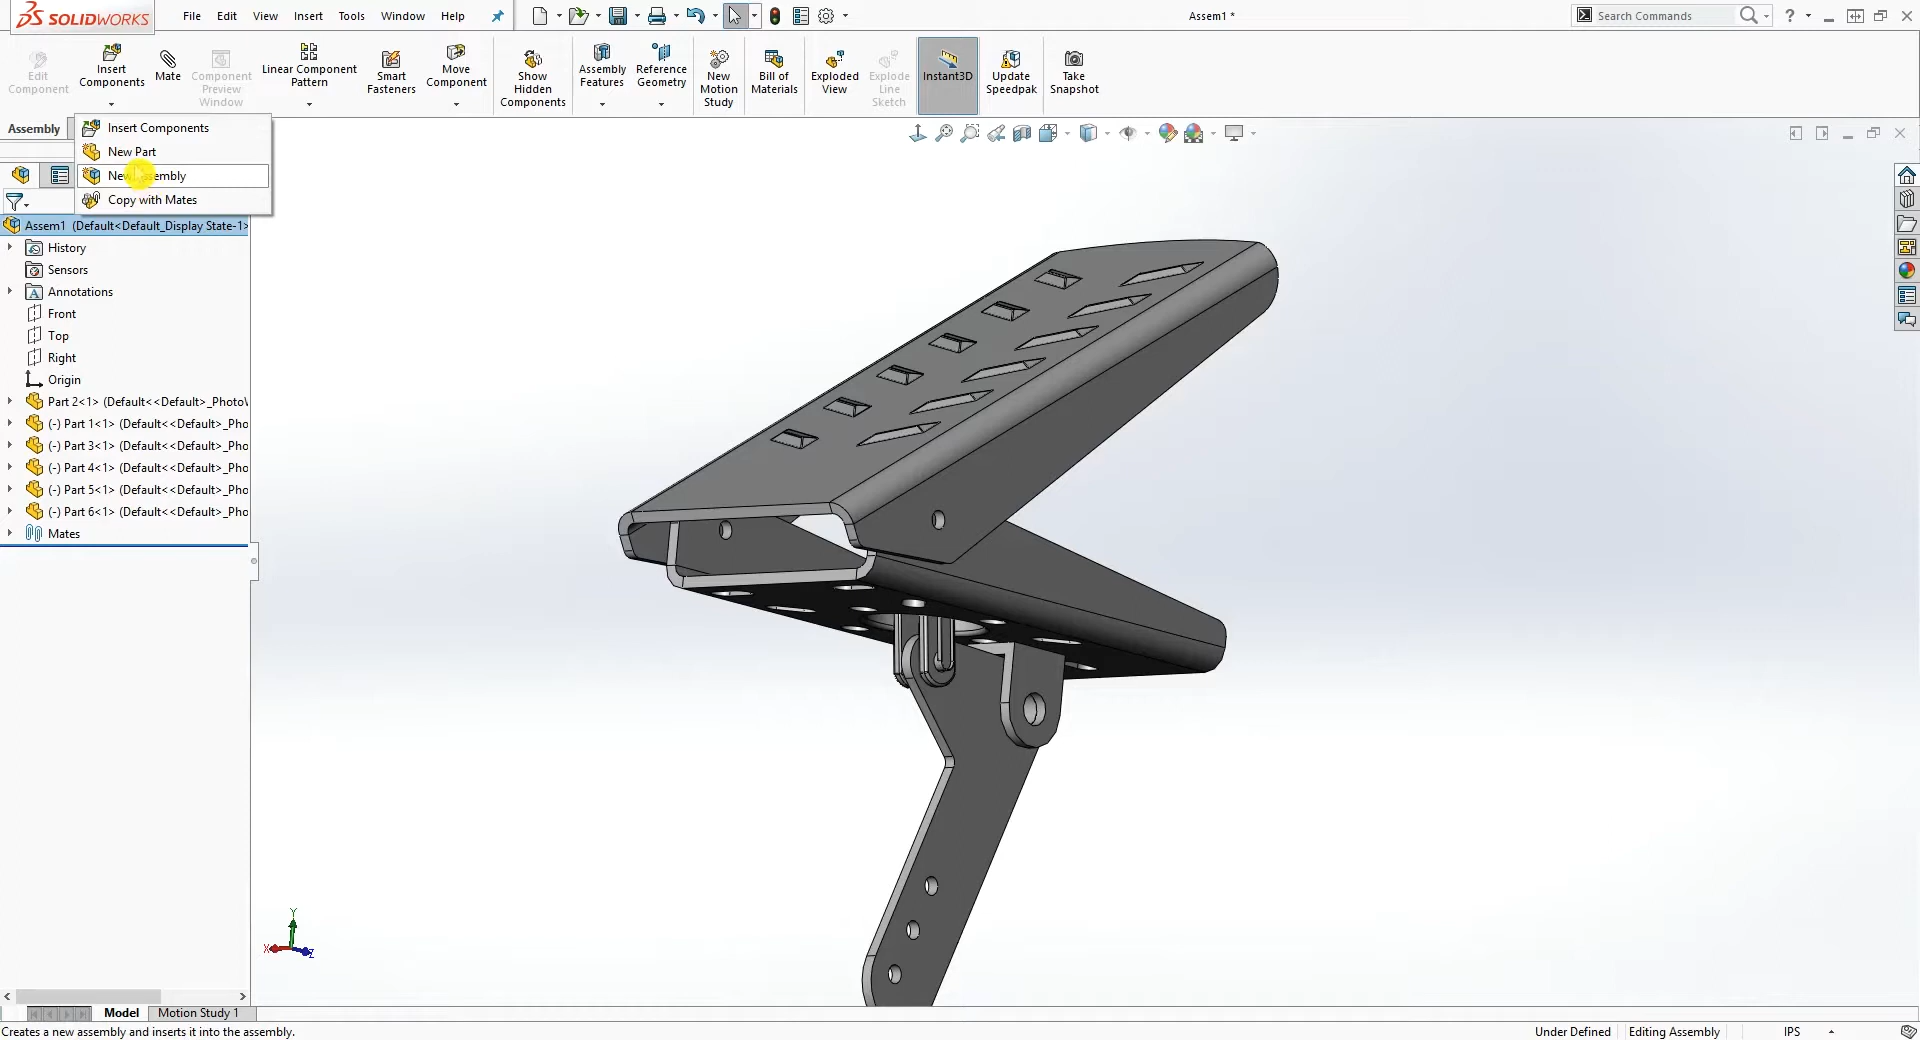 SOLIDWORKS
File Edit View Insert Tools Window Help
Assem1 *
Search Commands
Edit Component
Insert Components
Mate
Component Preview Window
Linear Component Pattern
Smart Fasteners
Move Component
Show Hidden Components
Assembly Features
Reference Geometry
New Motion Study
Bill of Materials
Exploded View
Explode Line Sketch
Instant3D
Update Speedpak
Take Snapshot
Assembly
Insert Components
New Part
New Assembly
Copy with Mates
Assem1 (Default<Default_Display State-1>
History
Sensors
Annotations
Front
Top
Right
Origin
Part 2<1> (Default<<Default>_Photo
(-) Part 1<1> (Default<<Default>_Pho
(-) Part 3<1> (Default<<Default>_Pho
(-) Part 4<1> (Default<<Default>_Pho
(-) Part 5<1> (Default<<Default>_Pho
(-) Part 6<1> (Default<<Default>_Pho
Mates
Y
X
Z
Model Motion Study 1
Creates a new assembly and inserts it into the assembly.
Under Defined Editing Assembly IPS